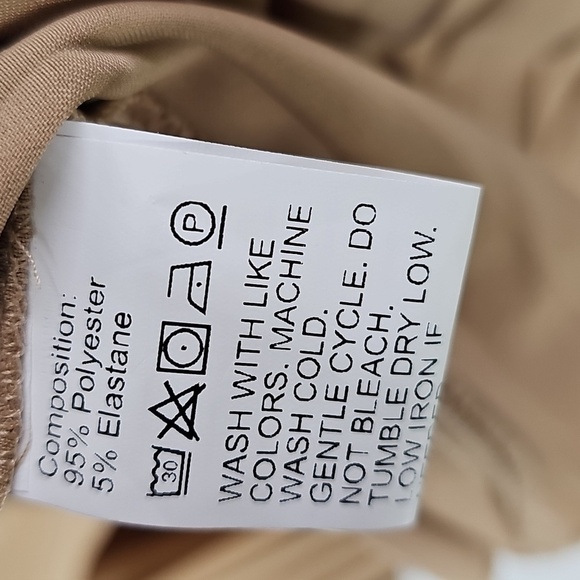 Composition:
95% Polyester
5% Elastane
30
P
WASH WITH LIKE
COLORS. MACHINE
WASH COLD.
GENTLE CYCLE. DO
NOT BLEACH.
TUMBLE DRY LOW.
LOW IRON IF